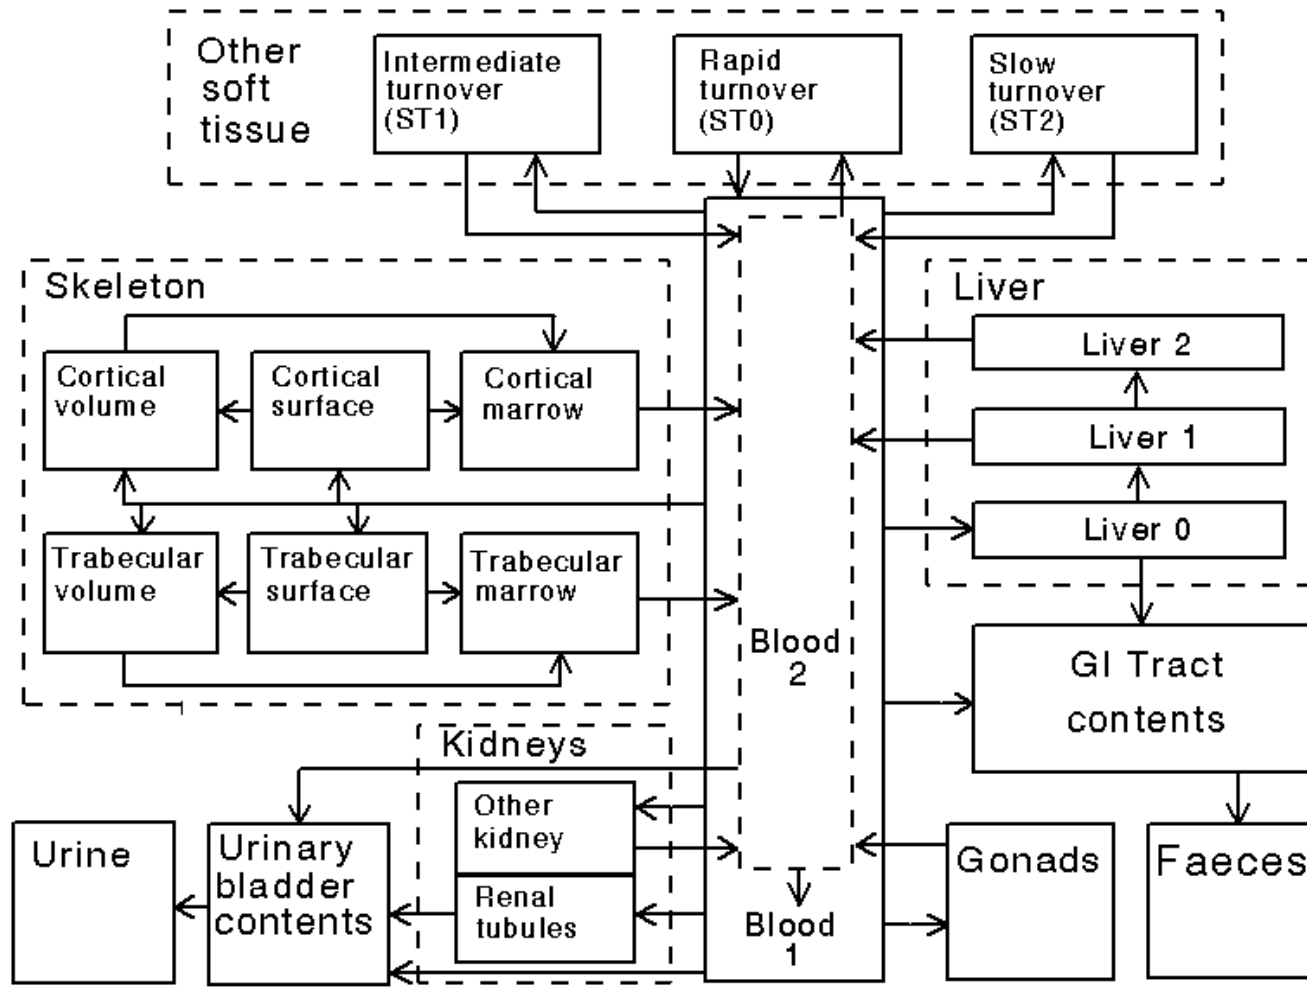 Other
soft
tissue
Intermediate
turnover
(ST1)
Rapid
turnover
(ST0)
Slow
turnover
(ST2)
Skeleton
Cortical
volume
Cortical
surface
Cortical
marrow
Trabecular
volume
Trabecular
surface
Trabecular
marrow
Liver
Liver 2
Liver 1
Liver 0
Blood
2
GI Tract
contents
Kidneys
Other
kidney
Renal
tubules
Urine
Urinary
bladder
contents
Blood
1
Gonads
Faeces